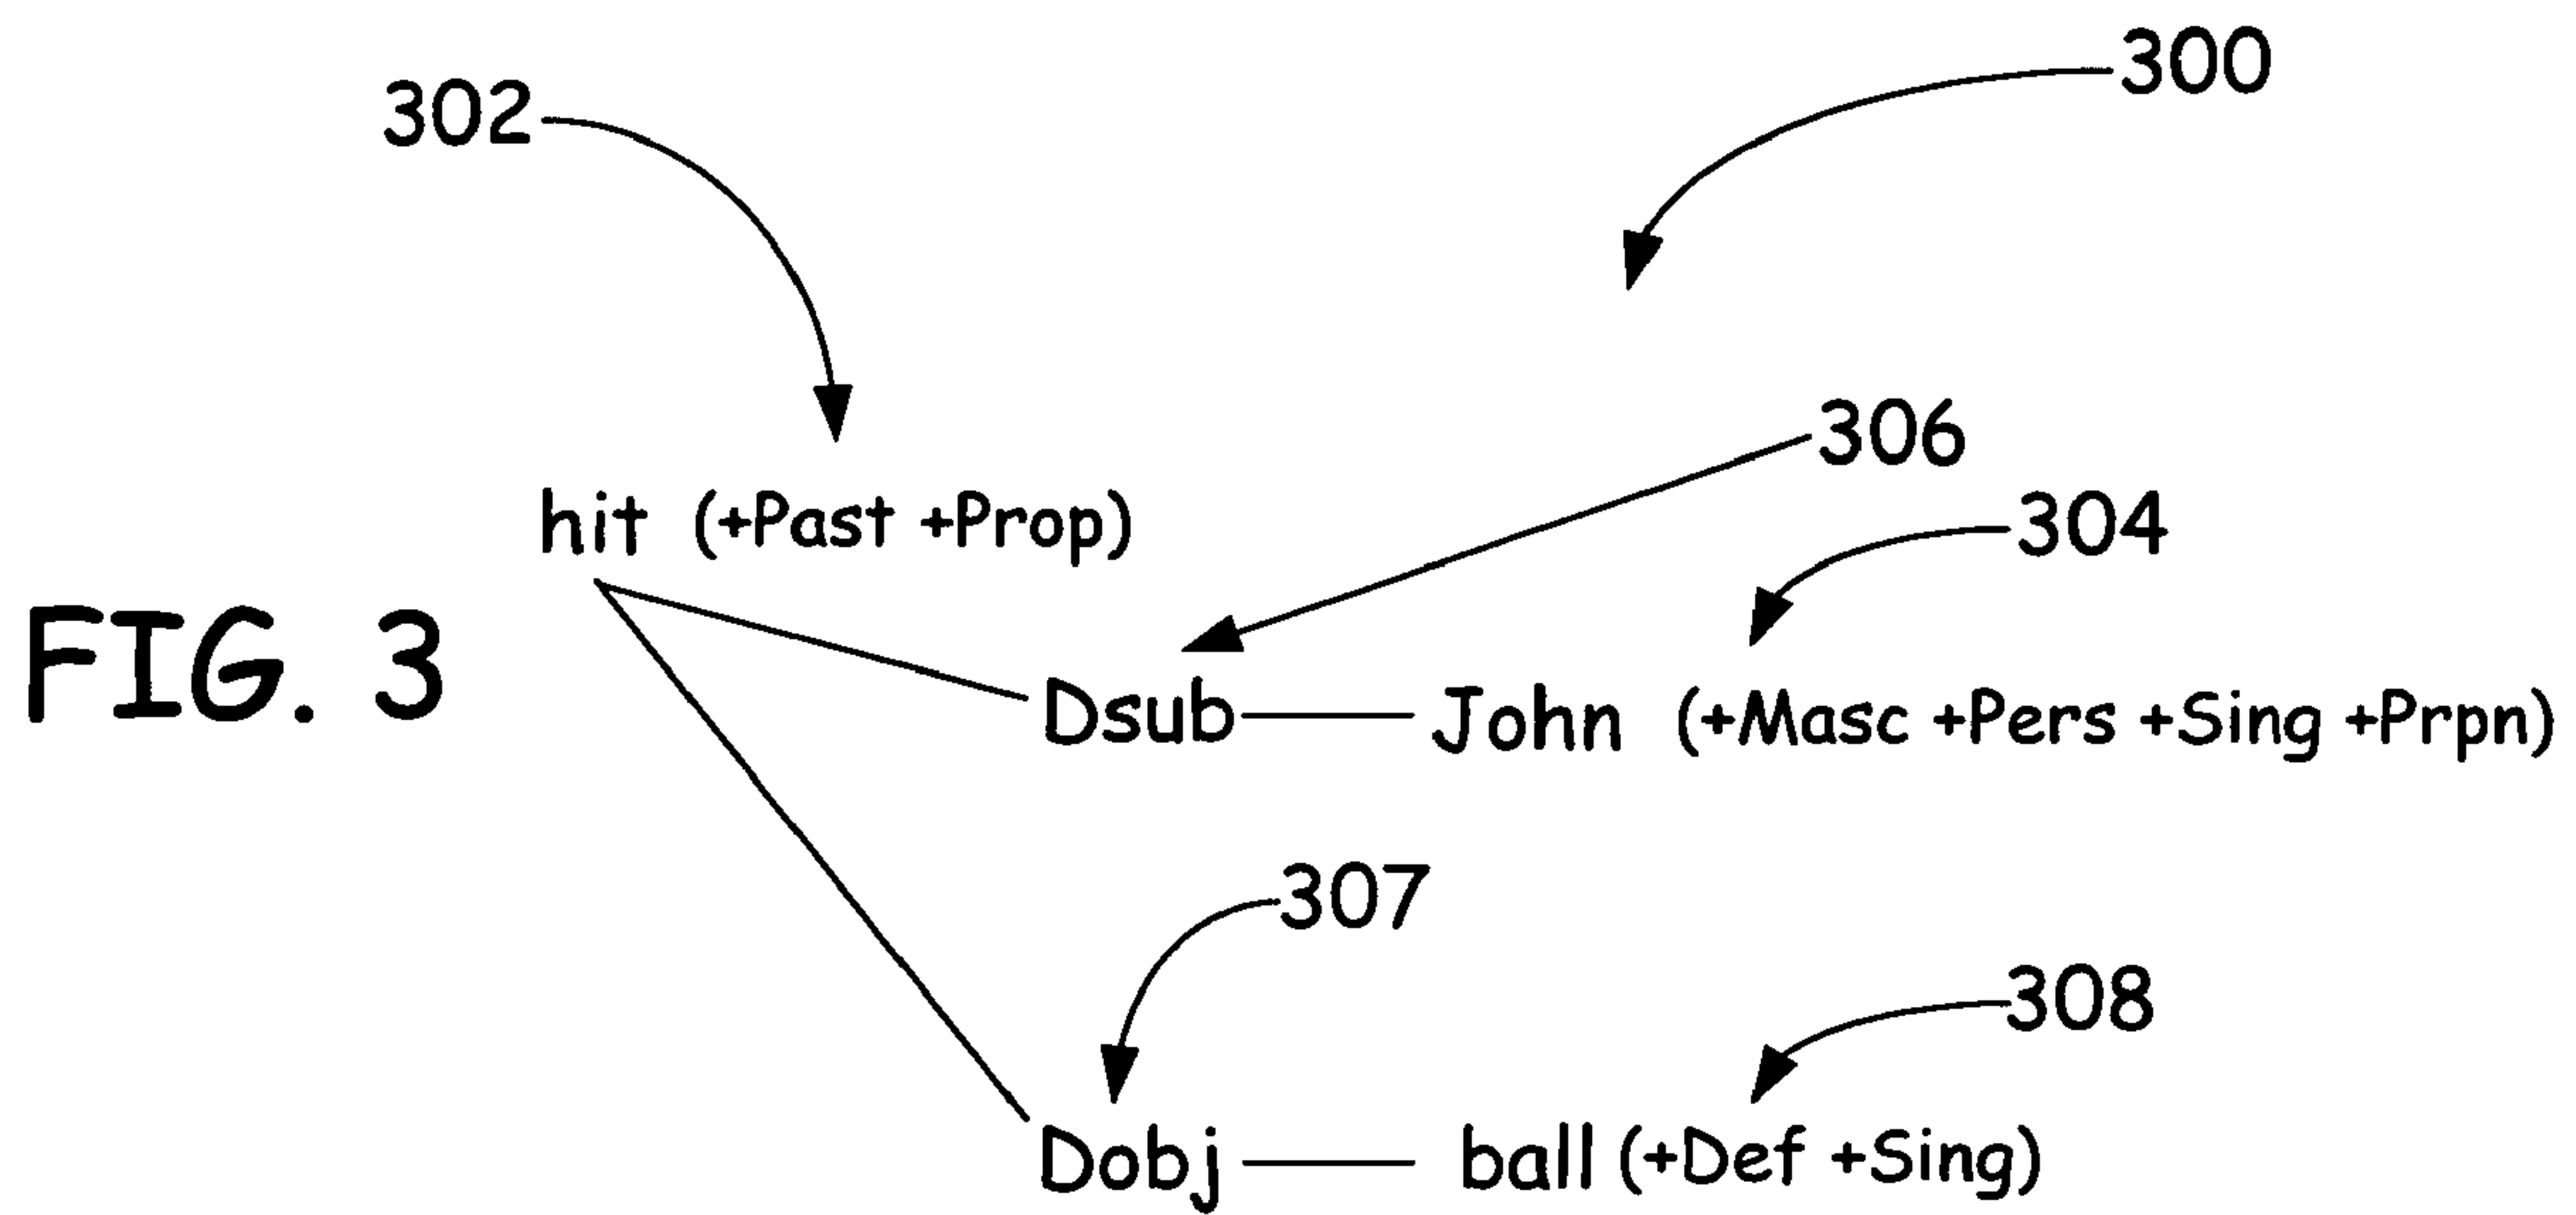 300
302
306
hit (+Past +Prop)
304
FIG. 3
Dsub John (+Masc +Pers +Sing +Prpn)
307
308
Dobj ball (+Def +Sing)